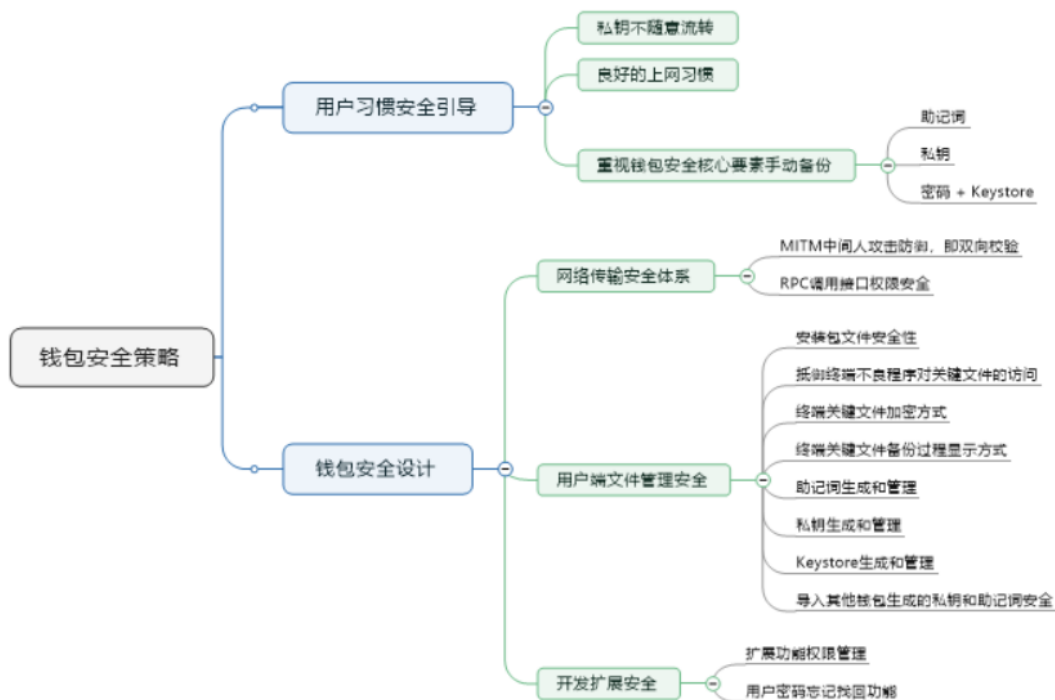 钱包安全策略
用户习惯安全引导
私钥不随意流转
良好的上网习惯
重视钱包安全核心要素手动备份
助记词
私钥
密码 + Keystore
钱包安全设计
网络传输安全体系
MITM中间人攻击防御，即双向校验
RPC调用接口权限安全
用户端文件管理安全
安装包文件安全性
抵御终端不良程序对关键文件的访问
终端关键文件加密方式
终端关键文件备份过程显示方式
助记词生成和管理
私钥生成和管理
Keystore生成和管理
导入其他钱包生成的私钥和助记词安全
开发扩展安全
扩展功能权限管理
用户密码忘记找回功能